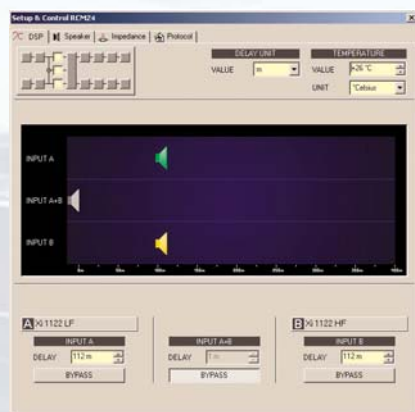 Setup & Control RCM24
DSP Speaker Impedance Protocol
DELAY UNIT
VALUE m
TEMPERATURE
VALUE +26 °C
UNIT °Celsius
INPUT A
INPUT A+B
INPUT B
A Xi 1122 LF
INPUT A
DELAY 112 m
BYPASS
INPUT A+B
DELAY 1 m
BYPASS
B Xi 1122 HF
INPUT B
DELAY 112 m
BYPASS